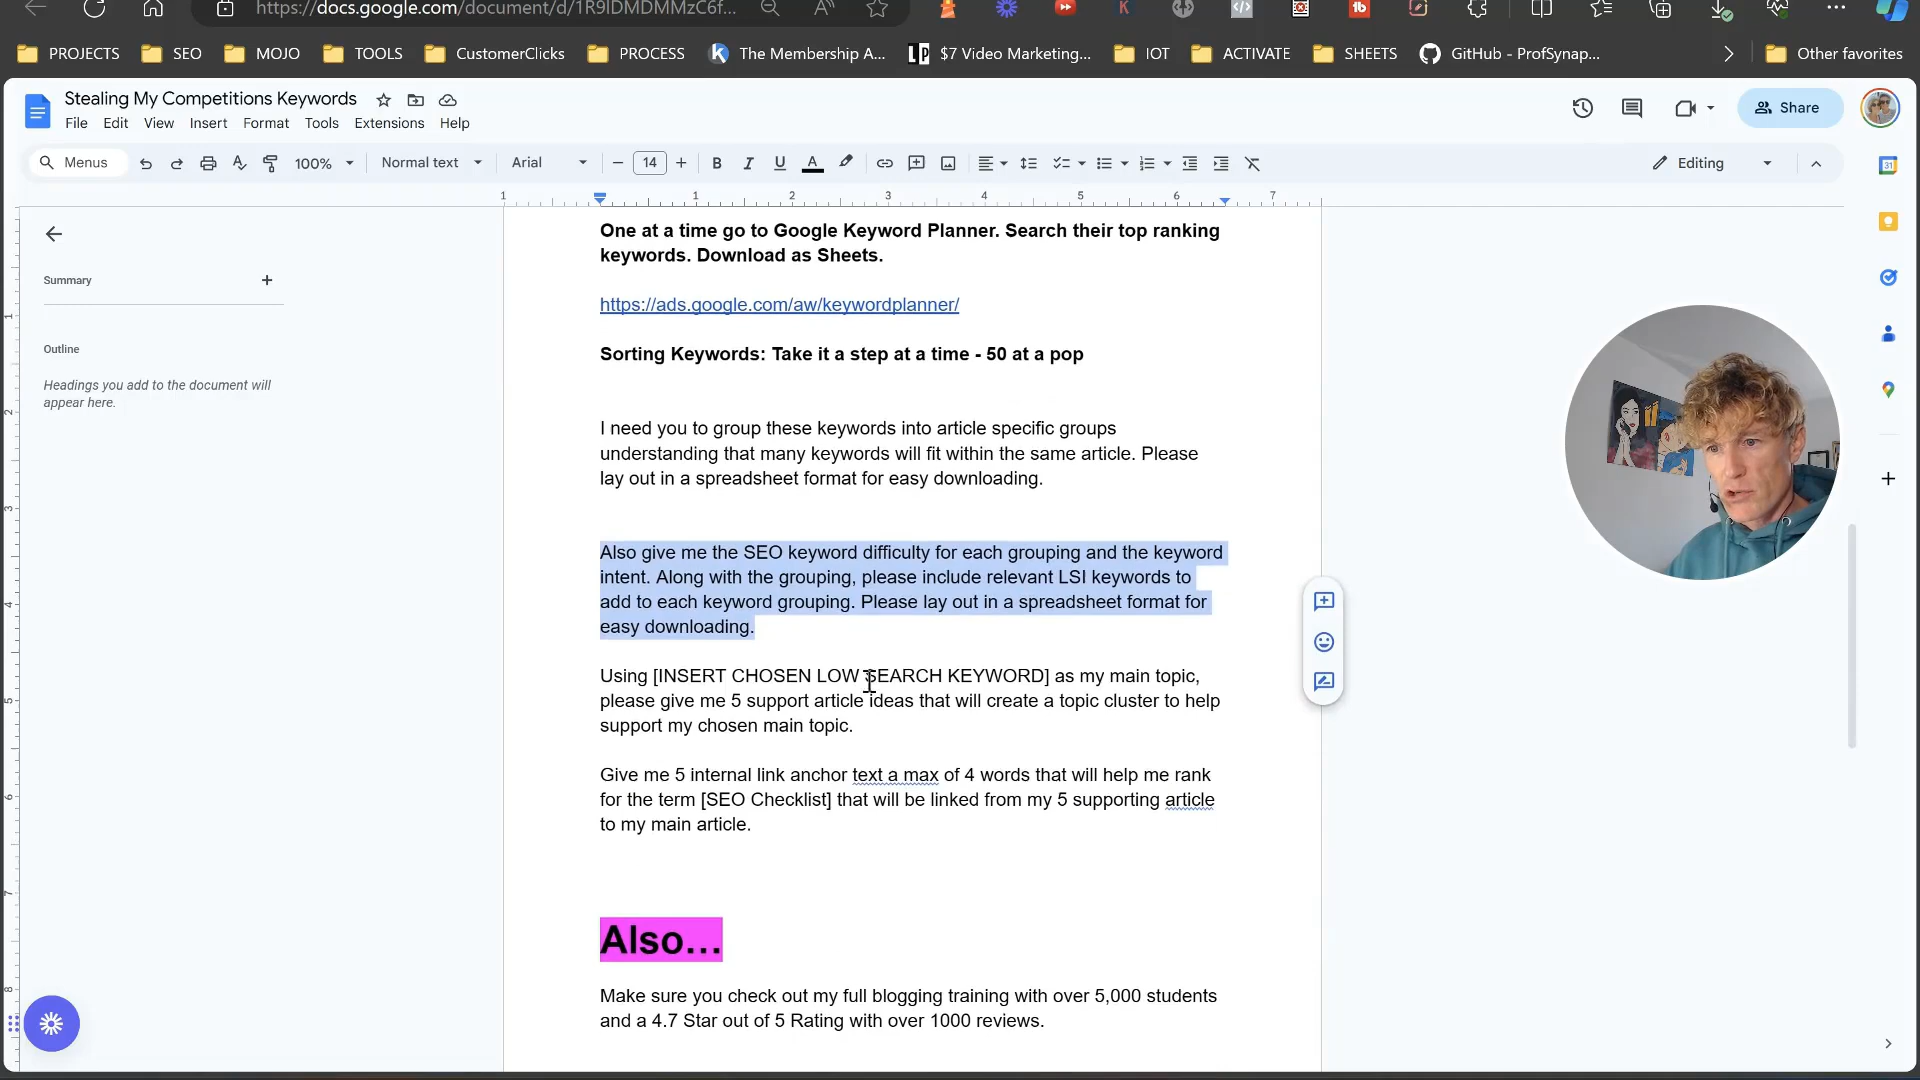 https://docs.google.com/document/d/1R9IDMDMMzC6f...
PROJECTS SEO MOJO TOOLS CustomerClicks PROCESS The Membership A... $7 Video Marketing... IOT ACTIVATE SHEETS GitHub - ProfSynap... Other favorites
Stealing My Competitions Keywords
File Edit View Insert Format Tools Extensions Help
Share
Menus 100% Normal text Arial 14 Editing
1 1 2 3 4 5 6 7
One at a time go to Google Keyword Planner. Search their top ranking
keywords. Download as Sheets.
Summary
https://ads.google.com/aw/keywordplanner/
Outline
Sorting Keywords: Take it a step at a time - 50 at a pop
Headings you add to the document will
appear here.
I need you to group these keywords into article specific groups
understanding that many keywords will fit within the same article. Please
lay out in a spreadsheet format for easy downloading.
Also give me the SEO keyword difficulty for each grouping and the keyword
intent. Along with the grouping, please include relevant LSI keywords to
add to each keyword grouping. Please lay out in a spreadsheet format for
easy downloading.
Using [INSERT CHOSEN LOW SEARCH KEYWORD] as my main topic,
please give me 5 support article ideas that will create a topic cluster to help
support my chosen main topic.
Give me 5 internal link anchor text a max of 4 words that will help me rank
for the term [SEO Checklist] that will be linked from my 5 supporting article
to my main article.
Also...
Make sure you check out my full blogging training with over 5,000 students
and a 4.7 Star out of 5 Rating with over 1000 reviews.